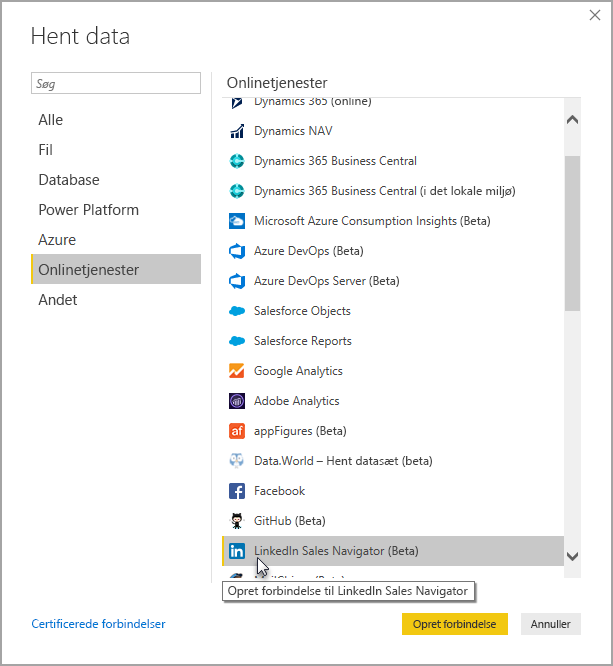 Hent data
Søg
Alle
Fil
Database
Power Platform
Azure
Onlinetjenester
Andet
Onlinetjenester
Dynamics 365 (online)
Dynamics NAV
Dynamics 365 Business Central
Dynamics 365 Business Central (i det lokale miljø)
Microsoft Azure Consumption Insights (Beta)
Azure DevOps (Beta)
Azure DevOps Server (Beta)
Salesforce Objects
Salesforce Reports
Google Analytics
Adobe Analytics
af appFigures (Beta)
Data.World – Hent datasæt (beta)
Facebook
GitHub (Beta)
in LinkedIn Sales Navigator (Beta)
Opret forbindelse til LinkedIn Sales Navigator
Certificerede forbindelser
Opret forbindelse
Annuller